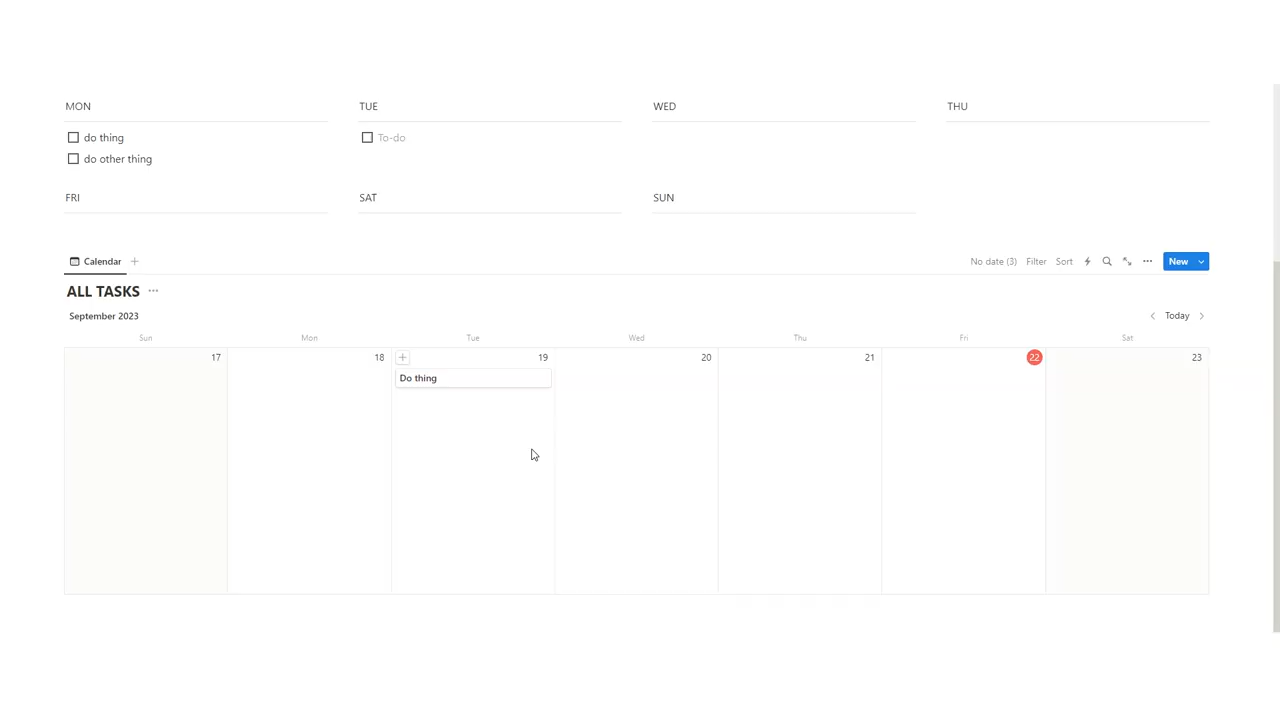 MON TUE WED THU
do thing To-do
do other thing
FRI SAT SUN
Calendar No date (3) Filter Sort New
ALL TASKS
September 2023 Today
Sun Mon Tue Wed Thu Fri Sat
17 18 19 20 21 22 23
Do thing